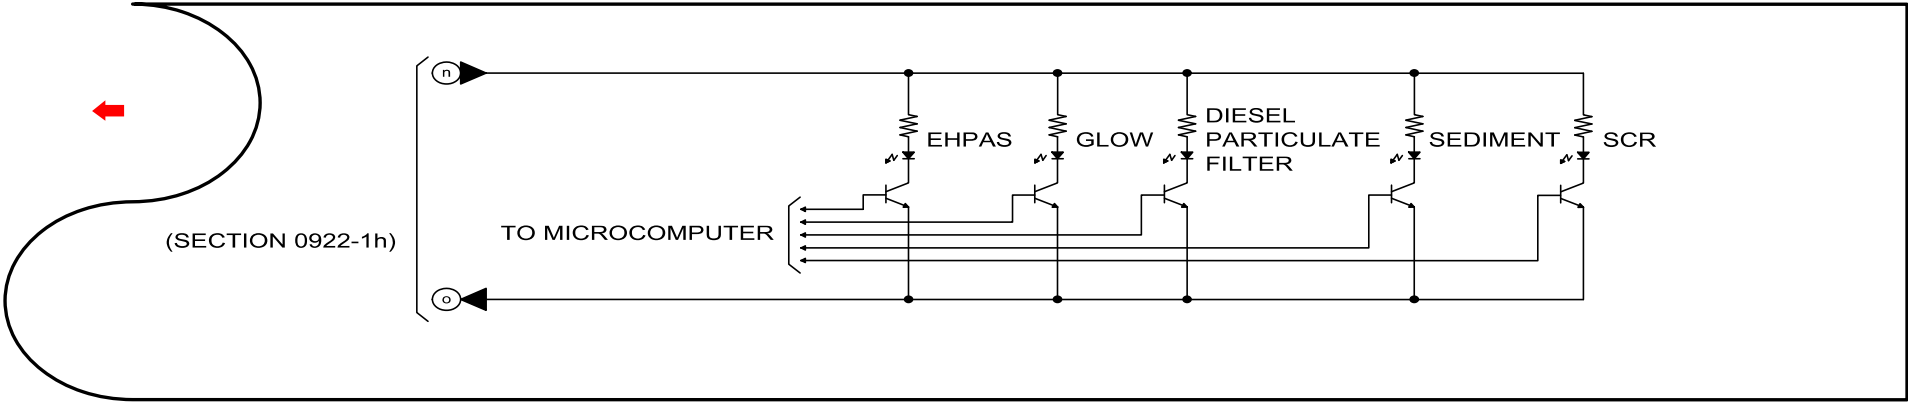 n
EHPAS
GLOW
DIESEL
PARTICULATE
FILTER
SEDIMENT
SCR
(SECTION 0922-1h)
TO MICROCOMPUTER
o